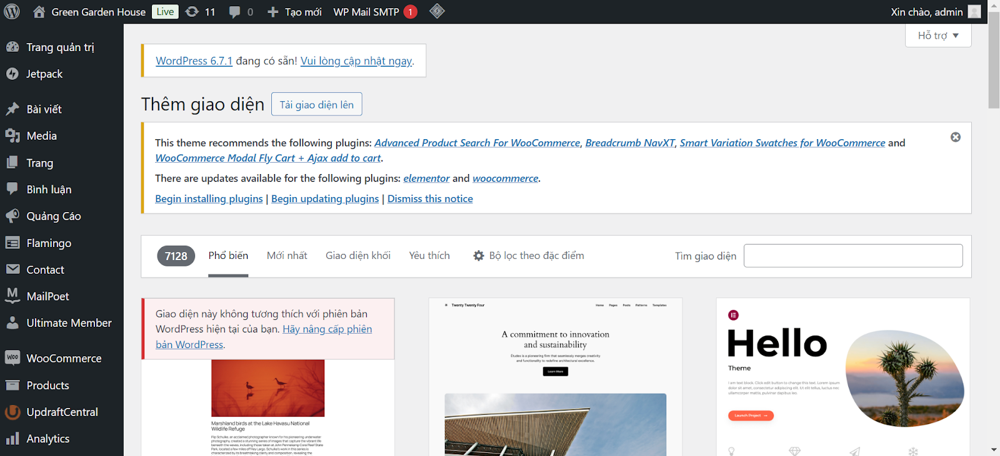 Green Garden House Live 11 0 Tạo mới WP Mail SMTP 1 Xin chào, admin
Hỗ trợ
Trang quản trị
Jetpack
Bài viết
Media
Trang
Bình luận
Quảng Cáo
Flamingo
Contact
MailPoet
Ultimate Member
WooCommerce
Products
UpdraftCentral
Analytics
WordPress 6.7.1 đang có sẵn! Vui lòng cập nhật ngay.
Thêm giao diện Tải giao diện lên
This theme recommends the following plugins: Advanced Product Search For WooCommerce, Breadcrumb NavXT, Smart Variation Swatches for WooCommerce and
WooCommerce Modal Fly Cart + Ajax add to cart.
There are updates available for the following plugins: elementor and woocommerce.
Begin installing plugins | Begin updating plugins | Dismiss this notice
7128 Phổ biến Mới nhất Giao diện khối Yêu thích Bộ lọc theo đặc điểm Tìm giao diện
Giao diện này không tương thích với phiên bản
WordPress hiện tại của bạn. Hãy nâng cấp phiên
bản WordPress.
Marshland birds at the Lake Havasu National
Wildlife Refuge
Twenty Twenty Four Home Pages Posts Patterns Templates
A commitment to innovation
and sustainability
Études is a pioneering firm that seamlessly merges creativity
and functionality to redefine architectural excellence.
Learn More
Hello
Theme
I am text block. Click edit button to change this text. Lorem ipsum
dolor sit amet, consectetur adipiscing elit. Ut elit tellus, luctus nec
ullamcorper mattis, pulvinar dapibus leo.
Launch Project →